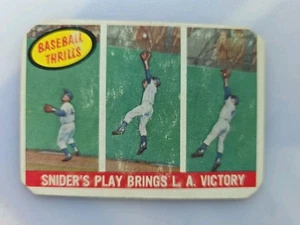 BASEBALL
THRILLS
SNIDER'S PLAY BRINGS L. A. VICTORY